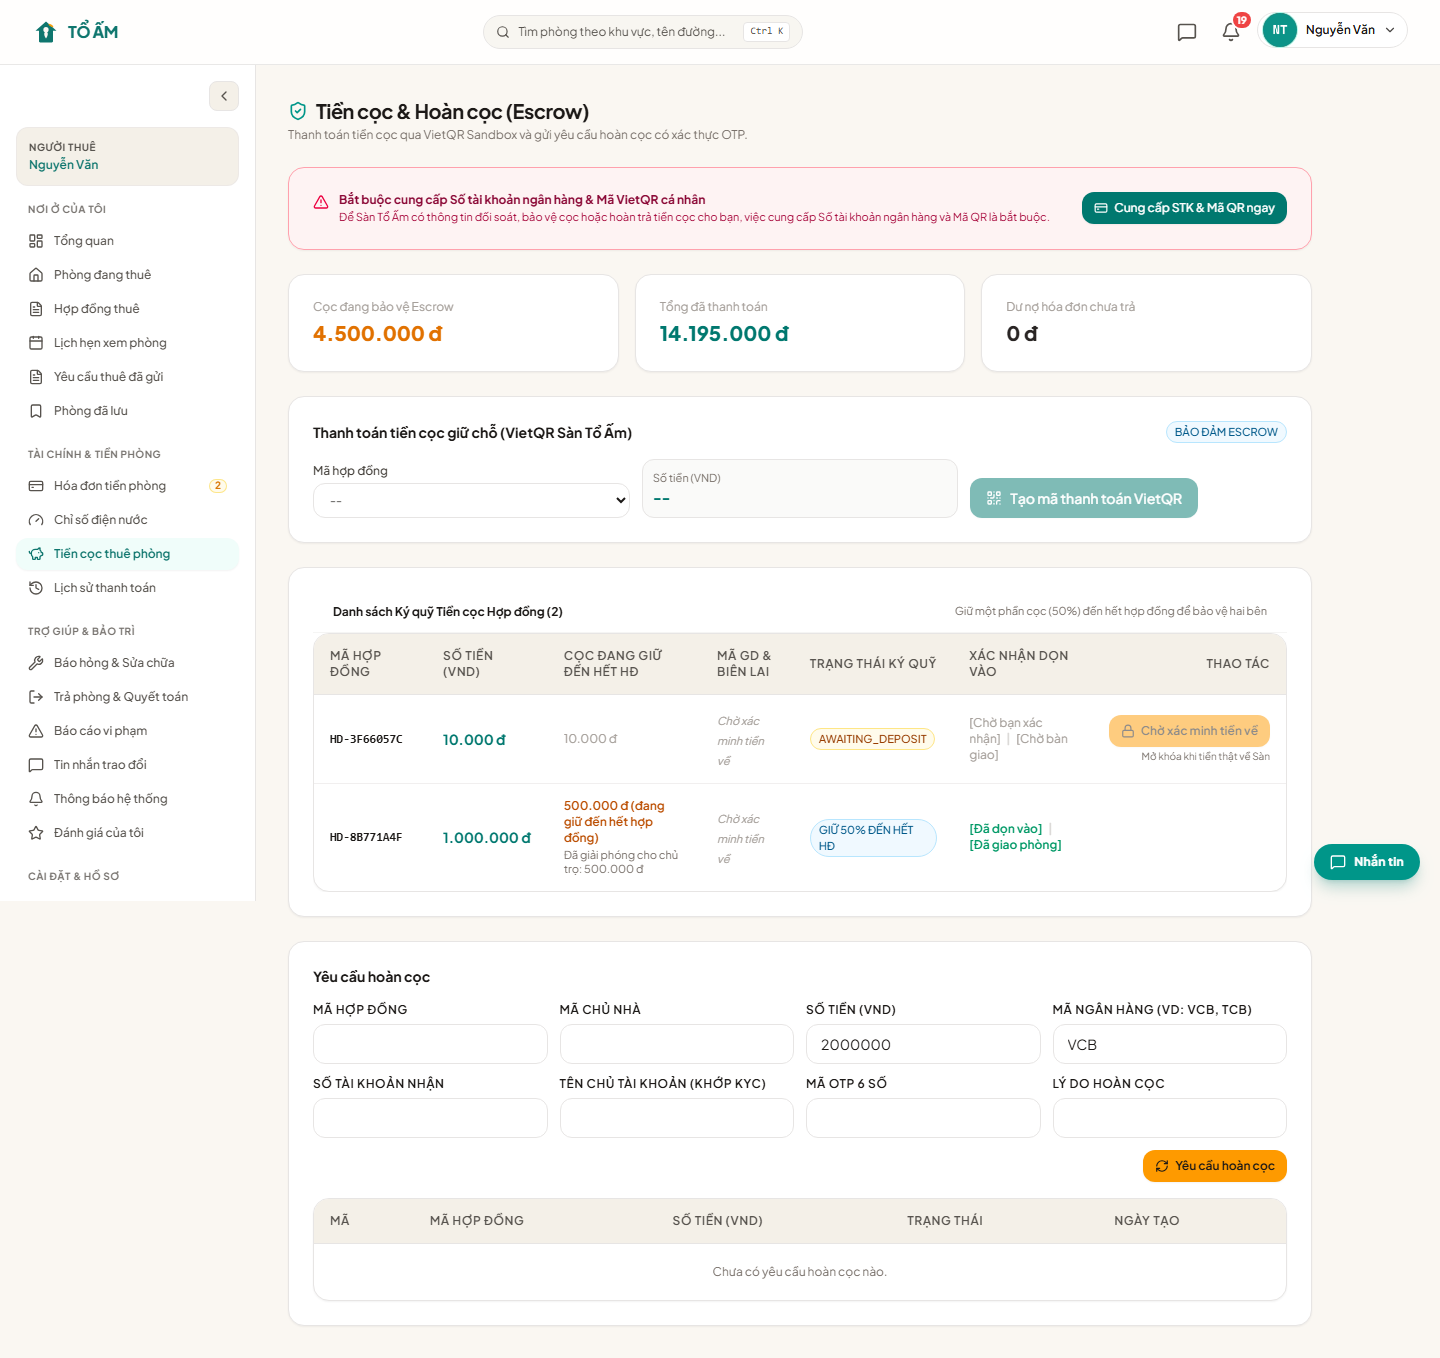 TỔ ẤM
Tìm phòng theo khu vực, tên đường...
Ctrl K
19
NT
Nguyễn Văn
NGƯỜI THUÊ
Nguyễn Văn
NƠI Ở CỦA TÔI
Tổng quan
Phòng đang thuê
Hợp đồng thuê
Lịch hẹn xem phòng
Yêu cầu thuê đã gửi
Phòng đã lưu
TÀI CHÍNH & TIỀN PHÒNG
Hóa đơn tiền phòng
2
Chỉ số điện nước
Tiền cọc thuê phòng
Lịch sử thanh toán
TRỢ GIÚP & BẢO TRÌ
Báo hỏng & Sửa chữa
Trả phòng & Quyết toán
Báo cáo vi phạm
Tin nhắn trao đổi
Thông báo hệ thống
Đánh giá của tôi
CÀI ĐẶT & HỒ SƠ
Tiền cọc & Hoàn cọc (Escrow)
Thanh toán tiền cọc qua VietQR Sandbox và gửi yêu cầu hoàn cọc có xác thực OTP.
Bắt buộc cung cấp Số tài khoản ngân hàng & Mã VietQR cá nhân
Để Sàn Tổ Ấm có thông tin đối soát, bảo vệ cọc hoặc hoàn trả tiền cọc cho bạn, việc cung cấp Số tài khoản ngân hàng và Mã QR là bắt buộc.
Cung cấp STK & Mã QR ngay
Cọc đang bảo vệ Escrow
4.500.000 đ
Tổng đã thanh toán
14.195.000 đ
Dư nợ hóa đơn chưa trả
0 đ
Thanh toán tiền cọc giữ chỗ (VietQR Sàn Tổ Ấm)
BẢO ĐẢM ESCROW
Mã hợp đồng
--
Số tiền (VND)
--
Tạo mã thanh toán VietQR
Danh sách Ký quỹ Tiền cọc Hợp đồng (2)
Giữ một phần cọc (50%) đến hết hợp đồng để bảo vệ hai bên
MÃ HỢP
ĐỒNG
SỐ TIỀN
(VND)
CỌC ĐANG GIỮ
ĐẾN HẾT HĐ
MÃ GD &
BIÊN LAI
TRẠNG THÁI KÝ QUỸ
XÁC NHẬN DỌN
VÀO
THAO TÁC
HD-3F66057C
10.000 đ
10.000 đ
Chờ xác
minh tiền
về
AWAITING_DEPOSIT
[Chờ bạn xác
nhận] | [Chờ bàn
giao]
Chờ xác minh tiền về
Mở khóa khi tiền thật về Sàn
HD-8B771A4F
1.000.000 đ
500.000 đ (đang
giữ đến hết hợp
đồng)
Đã giải phóng cho chủ
trọ: 500.000 đ
Chờ xác
minh tiền
về
GIỮ 50% ĐẾN HẾT
HĐ
[Đã dọn vào] |
[Đã giao phòng]
Nhắn tin
Yêu cầu hoàn cọc
MÃ HỢP ĐỒNG
MÃ CHỦ NHÀ
SỐ TIỀN (VND)
MÃ NGÂN HÀNG (VD: VCB, TCB)
2000000
VCB
SỐ TÀI KHOẢN NHẬN
TÊN CHỦ TÀI KHOẢN (KHỚP KYC)
MÃ OTP 6 SỐ
LÝ DO HOÀN CỌC
Yêu cầu hoàn cọc
MÃ
MÃ HỢP ĐỒNG
SỐ TIỀN (VND)
TRẠNG THÁI
NGÀY TẠO
Chưa có yêu cầu hoàn cọc nào.